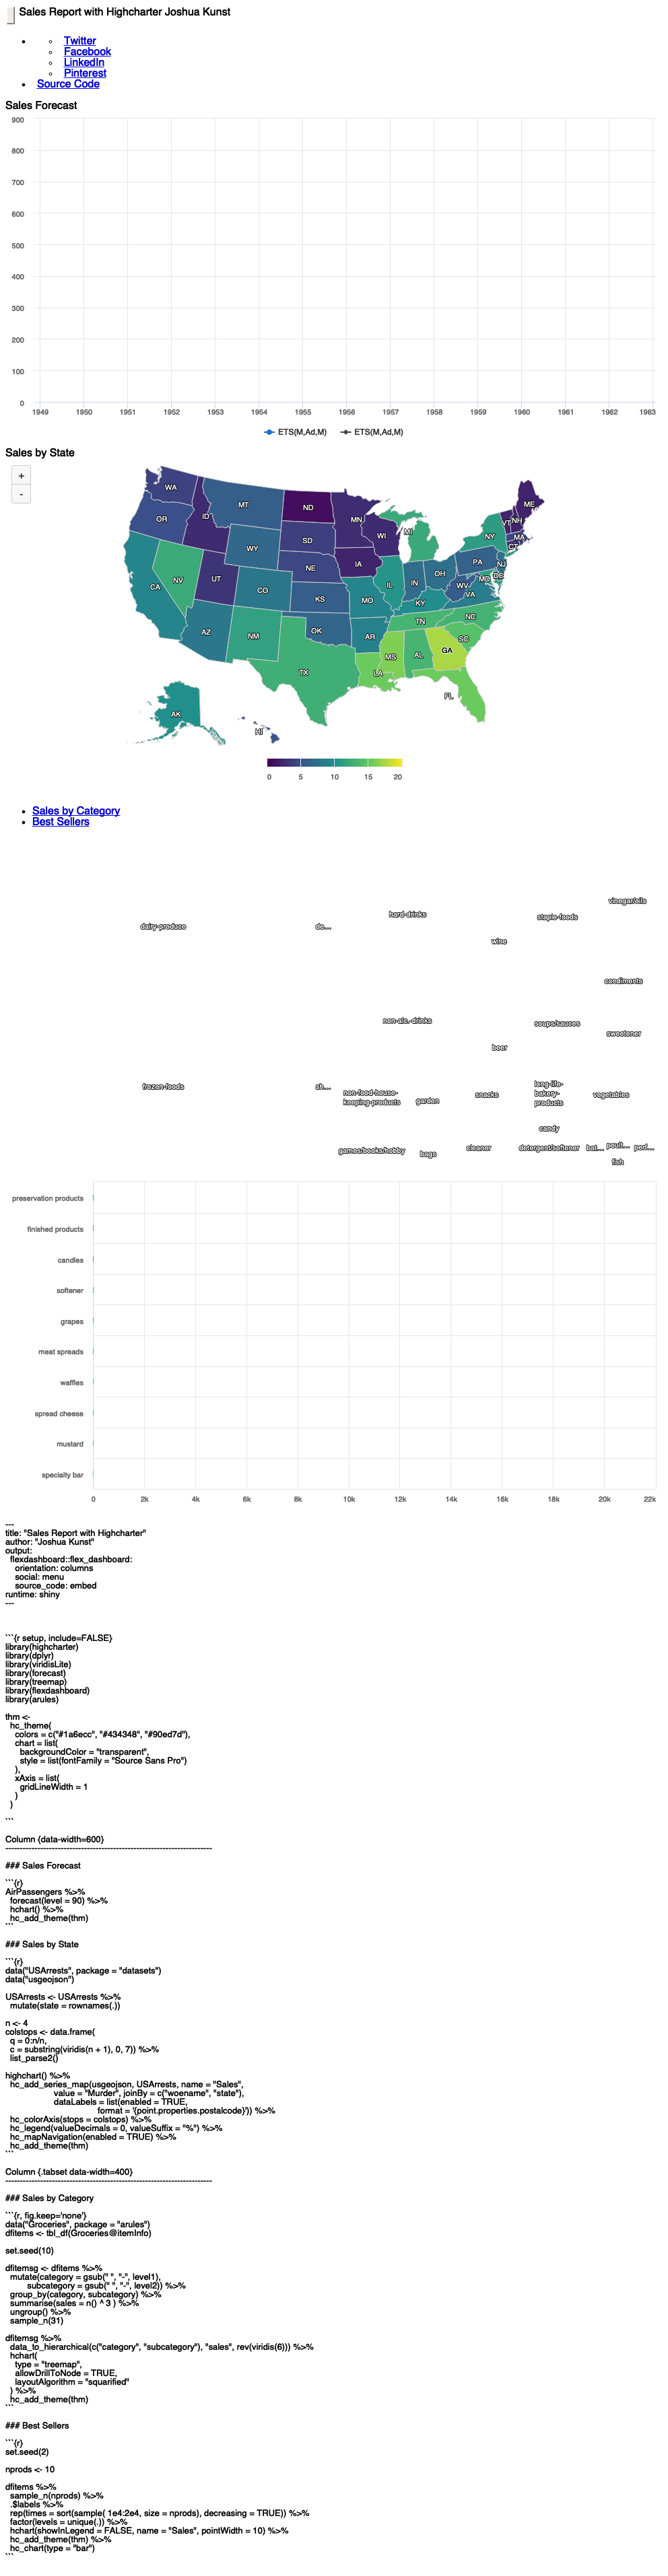 Sales Report with Highcharter Joshua Kunst
Twitter
Facebook
LinkedIn
Pinterest
Source Code
Sales Forecast
900
800
700
600
500
400
300
200
100
0
1949 1950 1951 1952 1953 1954 1955 1956 1957 1958 1959 1960 1961 1962 1963
ETS(M,Ad,M) ETS(M,Ad,M)
Sales by State
+
-
WA
MT
ND
MN
ME
OR
ID
SD
WI
MI
VT
NH
NY
MA
CT
WY
NE
IA
PA
NJ
CA
NV
UT
CO
KS
MO
IL
IN
OH
WV
MD
DE
VA
KY
AZ
NM
OK
AR
TN
NC
SC
TX
LA
MS
AL
GA
FL
AK
HI
0 5 10 15 20
Sales by Category
Best Sellers
vinegar/oils
hard-drinks
staple-foods
dairy-produce
do...
wine
condiments
non-alc.-drinks
soups/sauces
sweetener
beer
frozen-foods
sh...
non-food-house-
keeping-products
garden
snacks
long-life-
bakery-
products
vegetables
candy
games/books/hobby
bags
cleaner
detergent/softener
bat...
poult...
perf...
fish
preservation products
finished products
candles
softener
grapes
meat spreads
waffles
spread cheese
mustard
specialty bar
0 2k 4k 6k 8k 10k 12k 14k 16k 18k 20k 22k
---
title: "Sales Report with Highcharter"
author: "Joshua Kunst"
output:
  flexdashboard::flex_dashboard:
    orientation: columns
    social: menu
    source_code: embed
runtime: shiny
---
```{r setup, include=FALSE}
library(highcharter)
library(dplyr)
library(viridisLite)
library(forecast)
library(treemap)
library(flexdashboard)
library(arules)
thm <-
  hc_theme(
    colors = c("#1a6ecc", "#434348", "#90ed7d"),
    chart = list(
      backgroundColor = "transparent",
      style = list(fontFamily = "Source Sans Pro")
    ),
    xAxis = list(
      gridLineWidth = 1
    )
  )
```
Column {data-width=600}
-----------------------------------------------------------------------
### Sales Forecast
```{r}
AirPassengers %>%
  forecast(level = 90) %>%
  hchart() %>%
  hc_add_theme(thm)
```
### Sales by State
```{r}
data("USArrests", package = "datasets")
data("usgeojson")
USArrests <- USArrests %>%
  mutate(state = rownames(.))
n <- 4
colstops <- data.frame(
  q = 0:n/n,
  c = substring(viridis(n + 1), 0, 7)) %>%
  list_parse2()
highchart() %>%
  hc_add_series_map(usgeojson, USArrests, name = "Sales",
                    value = "Murder", joinBy = c("woename", "state"),
                    dataLabels = list(enabled = TRUE,
                                      format = '{point.properties.postalcode}')) %>%
  hc_colorAxis(stops = colstops) %>%
  hc_legend(valueDecimals = 0, valueSuffix = "%") %>%
  hc_mapNavigation(enabled = TRUE) %>%
  hc_add_theme(thm)
```
Column {.tabset data-width=400}
-----------------------------------------------------------------------
### Sales by Category
```{r, fig.keep='none'}
data("Groceries", package = "arules")
dfitems <- tbl_df(Groceries@itemInfo)
set.seed(10)
dfitemsg <- dfitems %>%
  mutate(category = gsub(" ", "-", level1),
         subcategory = gsub(" ", "-", level2)) %>%
  group_by(category, subcategory) %>%
  summarise(sales = n() ^ 3 ) %>%
  ungroup() %>%
  sample_n(31)
dfitemsg %>%
  data_to_hierarchical(c("category", "subcategory"), "sales", rev(viridis(6))) %>%
  hchart(
    type = "treemap",
    allowDrillToNode = TRUE,
    layoutAlgorithm = "squarified"
  ) %>%
  hc_add_theme(thm)
```
### Best Sellers
```{r}
set.seed(2)
nprods <- 10
dfitems %>%
  sample_n(nprods) %>%
  .$labels %>%
  rep(times = sort(sample( 1e4:2e4, size = nprods), decreasing = TRUE)) %>%
  factor(levels = unique(.)) %>%
  hchart(showInLegend = FALSE, name = "Sales", pointWidth = 10) %>%
  hc_add_theme(thm) %>%
  hc_chart(type = "bar")
```